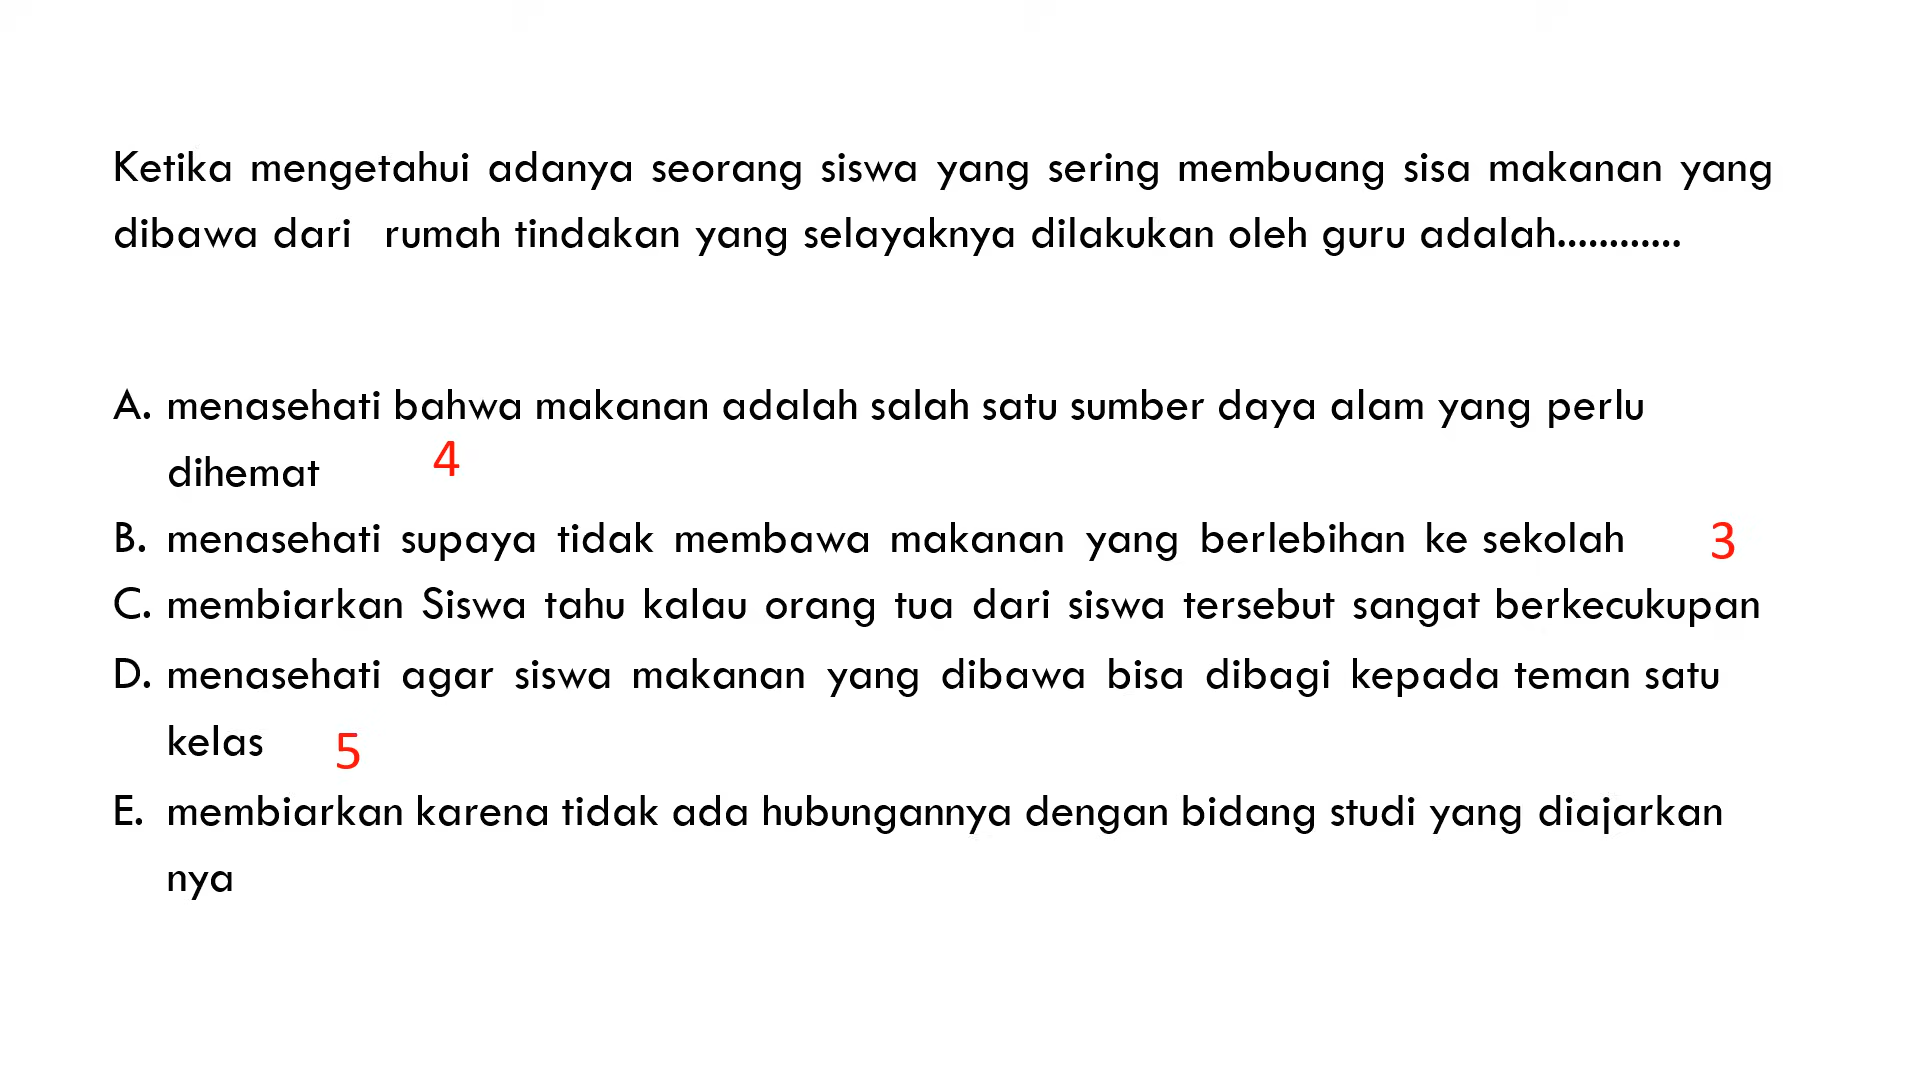 Ketika mengetahui adanya seorang siswa yang sering membuang sisa makanan yang
dibawa dari rumah tindakan yang selayaknya dilakukan oleh guru adalah............
A. menasehati bahwa makanan adalah salah satu sumber daya alam yang perlu
dihemat 4
B. menasehati supaya tidak membawa makanan yang berlebihan ke sekolah 3
C. membiarkan Siswa tahu kalau orang tua dari siswa tersebut sangat berkecukupan
D. menasehati agar siswa makanan yang dibawa bisa dibagi kepada teman satu
kelas 5
E. membiarkan karena tidak ada hubungannya dengan bidang studi yang diajarkan
nya